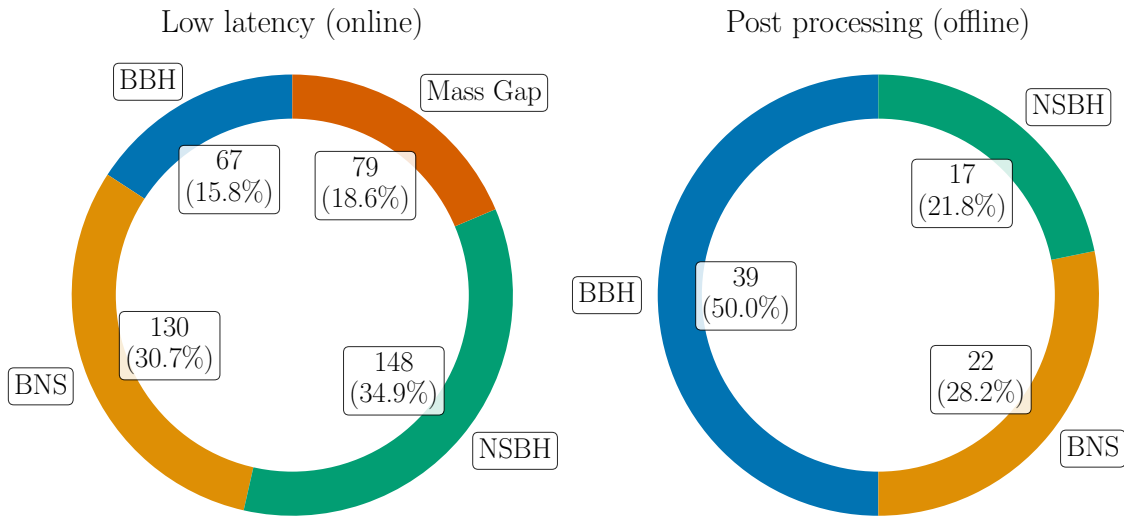 Low latency (online)
BBH
Mass Gap
67
(15.8%)
79
(18.6%)
130
(30.7%)
148
(34.9%)
BNS
NSBH
Post processing (offline)
NSBH
17
(21.8%)
BBH
39
(50.0%)
22
(28.2%)
BNS